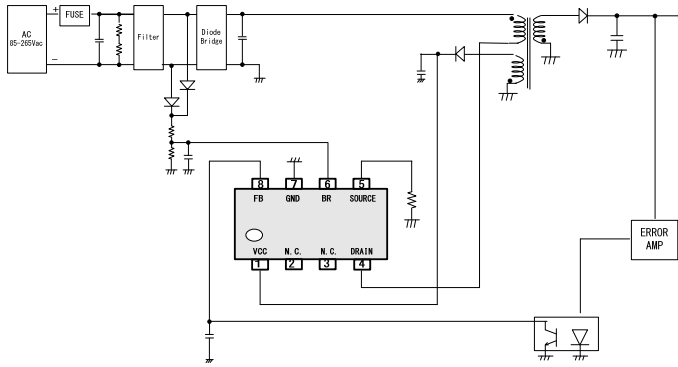 +
FUSE
AC
85-265Vac
-
Filter
Diode
Bridge
8 7 6 5
FB GND BR SOURCE
VCC N.C. N.C. DRAIN
1 2 3 4
ERROR
AMP